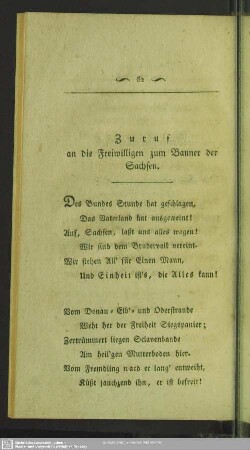 82
Zuruf
an die Freiwilligen zum Banner der
Sachsen.
Des Bundes Stunde hat geschlagen,
Das Vaterland hat ausgeweint!
Auf, Sachsen, laßt uns alles wagen!
Wir sind dem Brudervolk vereint.
Wir stehen All' für Einen Mann,
Und Einheit ist's, die Alles kann!
Vom Donau- Elb'- und Oderstrande
Weht her der Freiheit Siegspanier;
Zertrümmert liegen Sclavenbande
Am heil'gen Mutterboden hier.
Vom Fremdling ward er lang' entweiht,
Küßt jauchzend ihn, er ist befreit!